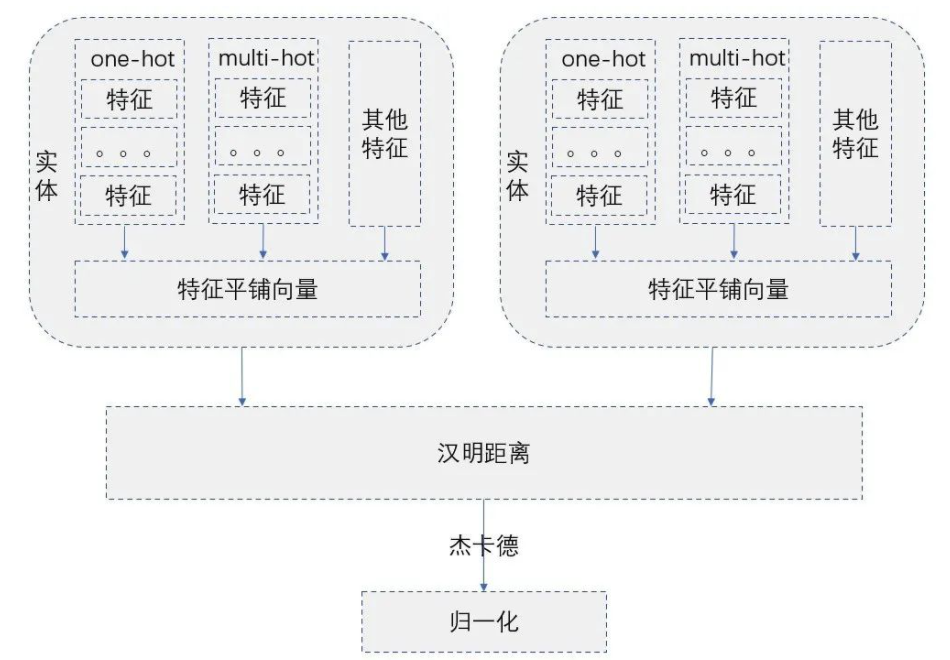 one-hot
特征
。。。
特征
multi-hot
特征
。。。
特征
其他
特征
实
体
特征平铺向量
one-hot
特征
。。。
特征
multi-hot
特征
。。。
特征
其他
特征
实
体
特征平铺向量
汉明距离
杰卡德
归一化